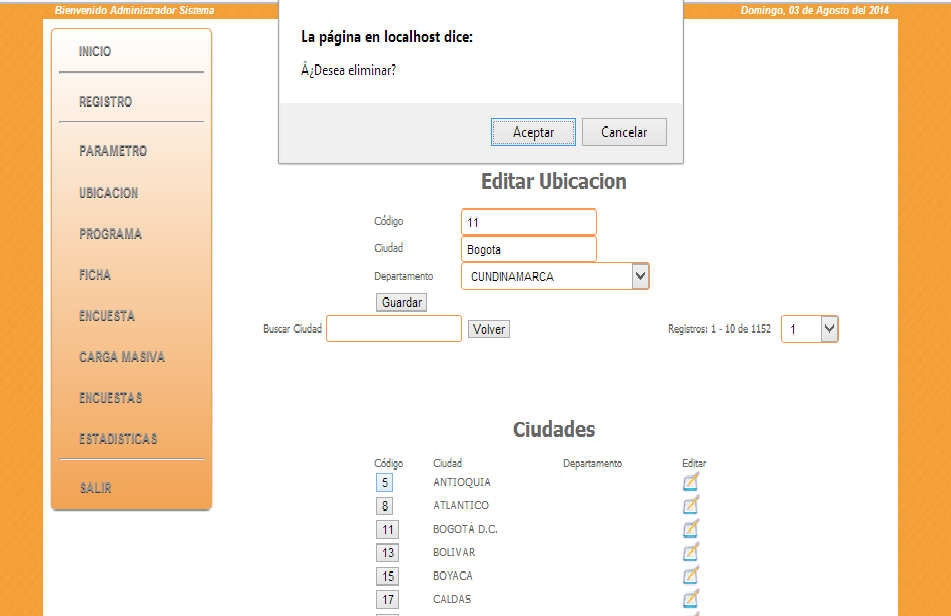 Bienvenido Administrador Sistema
Domingo, 03 de Agosto del 2014
La página en localhost dice:
Â¿Desea eliminar?
Aceptar
Cancelar
INICIO
REGISTRO
PARAMETRO
UBICACION
PROGRAMA
FICHA
ENCUESTA
CARGA MASIVA
ENCUESTAS
ESTADISTICAS
SALIR
Editar Ubicacion
Código 11
Ciudad Bogota
Departamento CUNDINAMARCA
Guardar
Buscar Ciudad Volver Registros: 1 - 10 de 1152 1
Ciudades
Código Ciudad Departamento Editar
5 ANTIOQUIA
8 ATLANTICO
11 BOGOTÁ D.C.
13 BOLIVAR
15 BOYACA
17 CALDAS